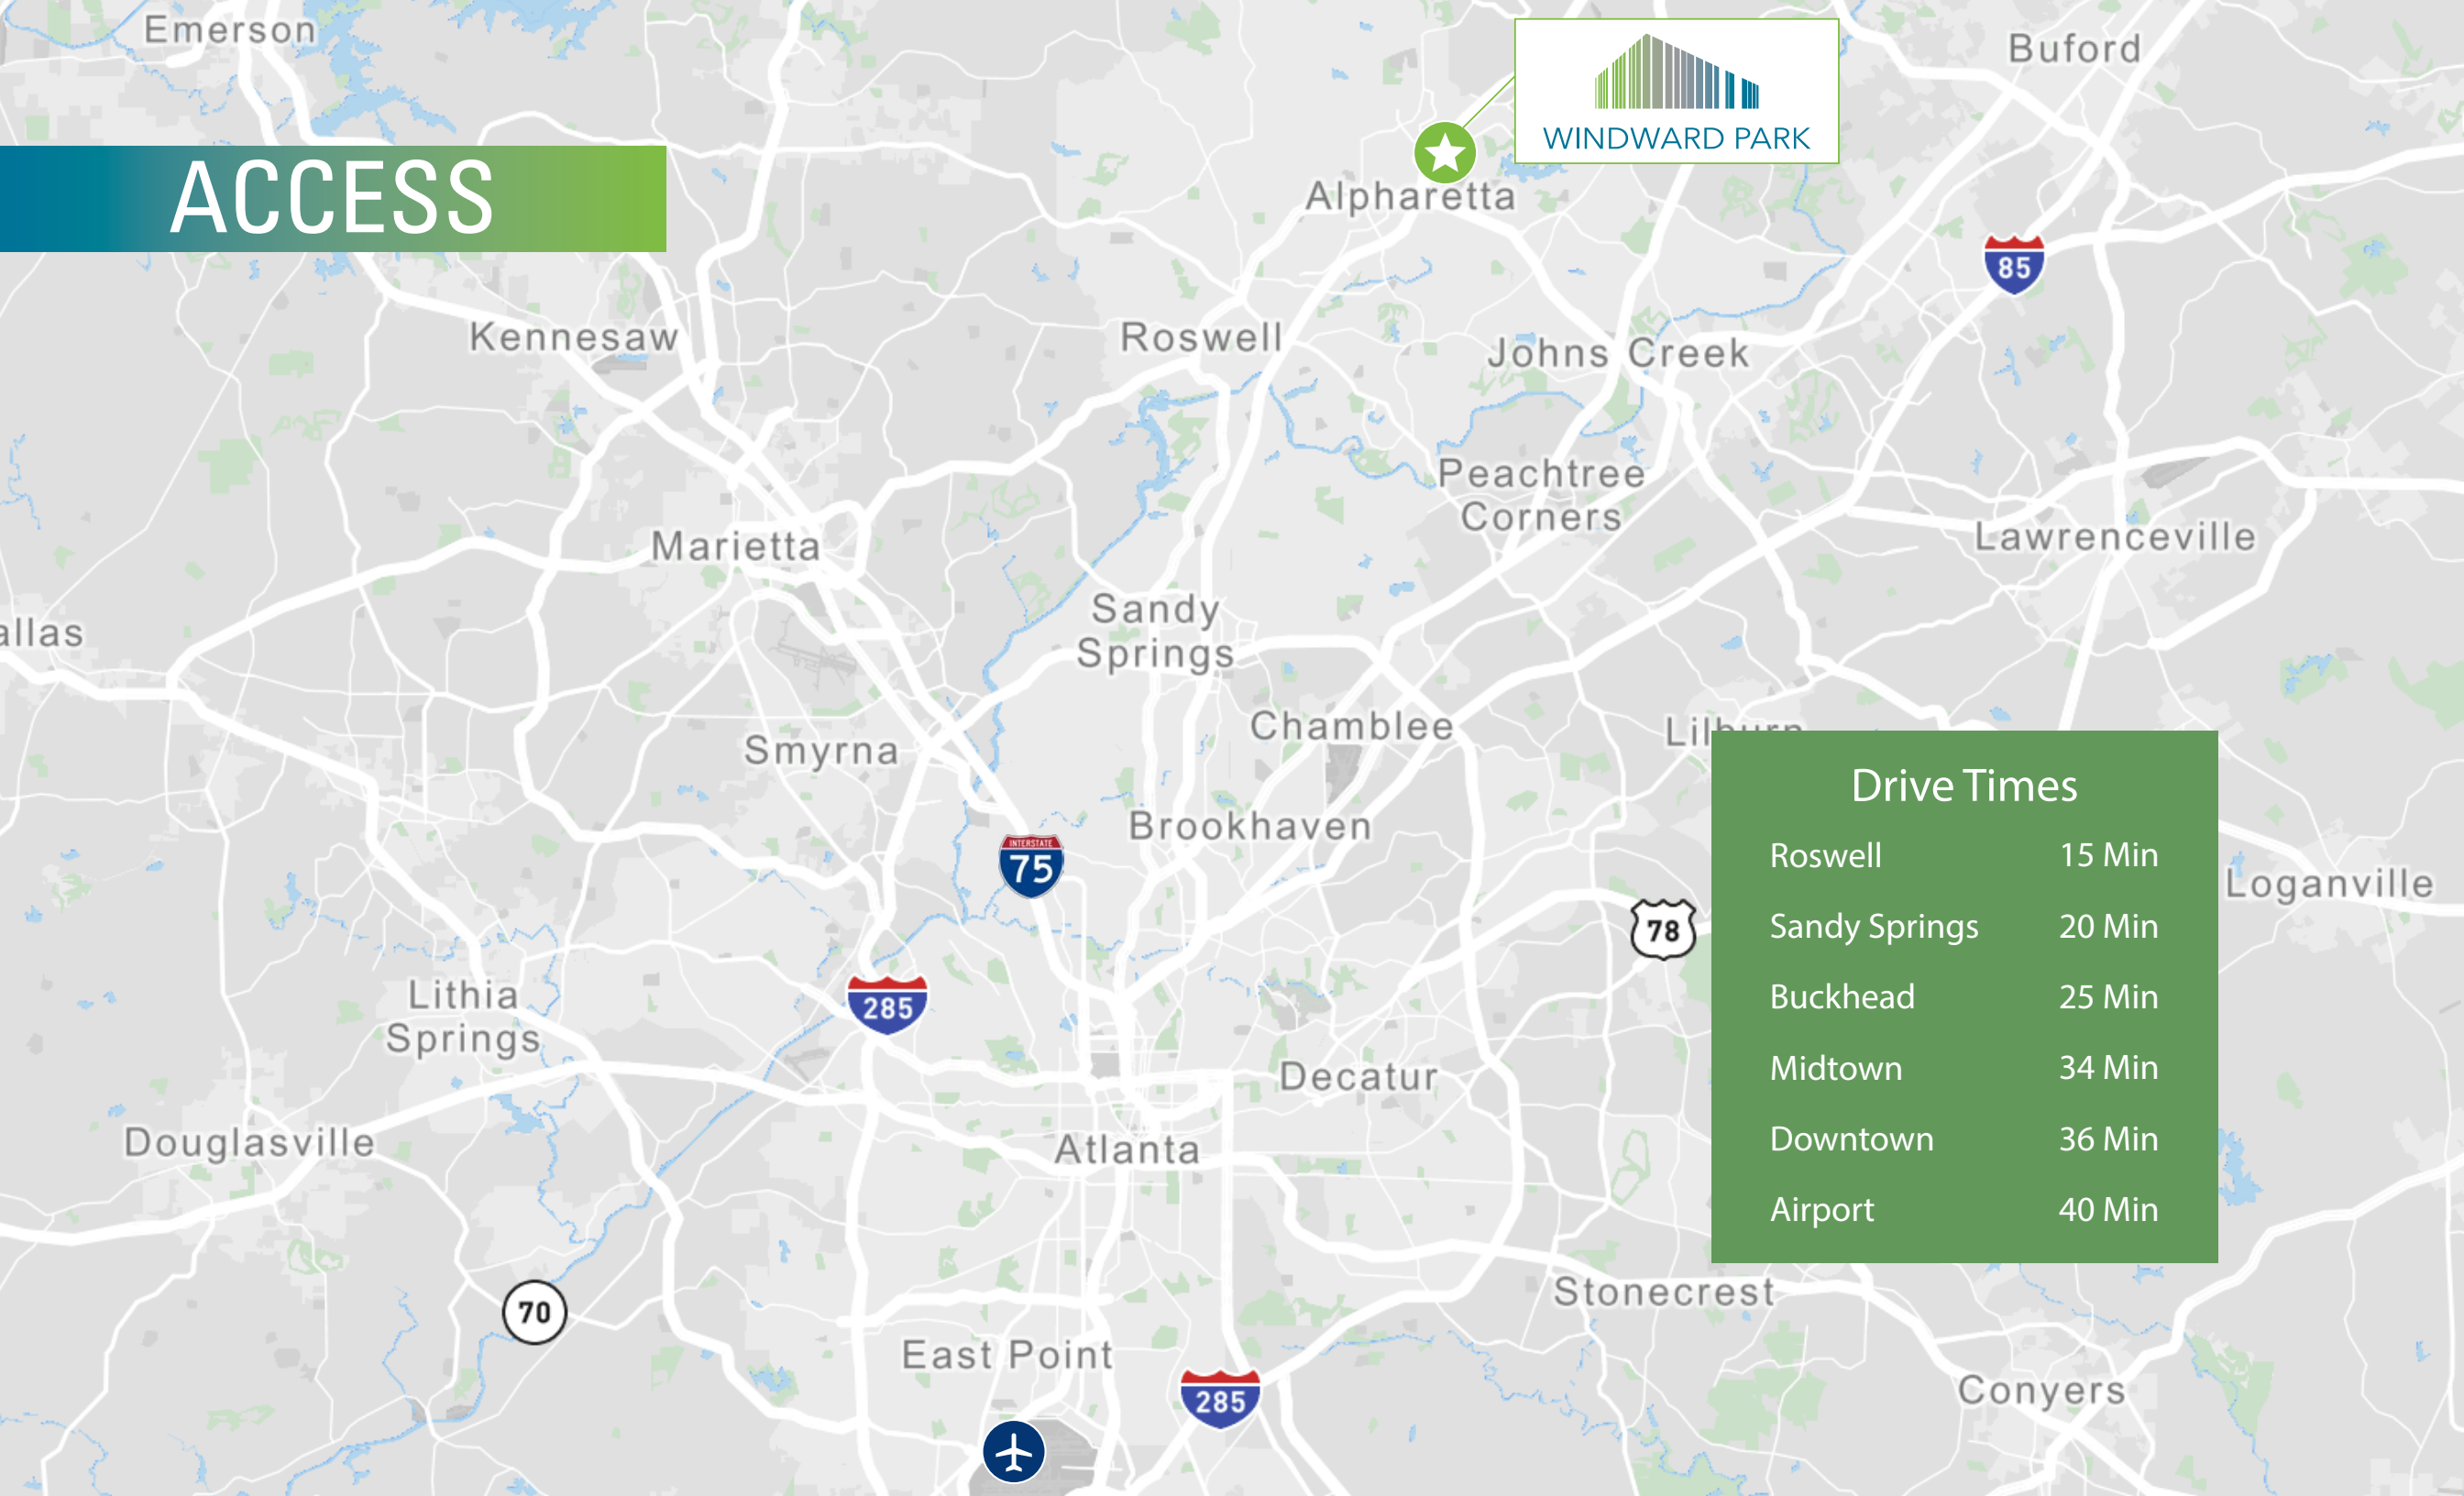 Emerson
Buford
WINDWARD PARK
ACCESS
Alpharetta
85
Kennesaw
Roswell
Johns Creek
Peachtree
Corners
Marietta
Lawrenceville
Sandy
Springs
allas
Chamblee
Lilburn
Smyrna
Drive Times
Brookhaven
INTERSTATE
75
Roswell 15 Min
Loganville
78
Sandy Springs 20 Min
Lithia
Springs
285
Buckhead 25 Min
Decatur
Midtown 34 Min
Douglasville
Atlanta
Downtown 36 Min
Airport 40 Min
70
Stonecrest
East Point
285
Conyers